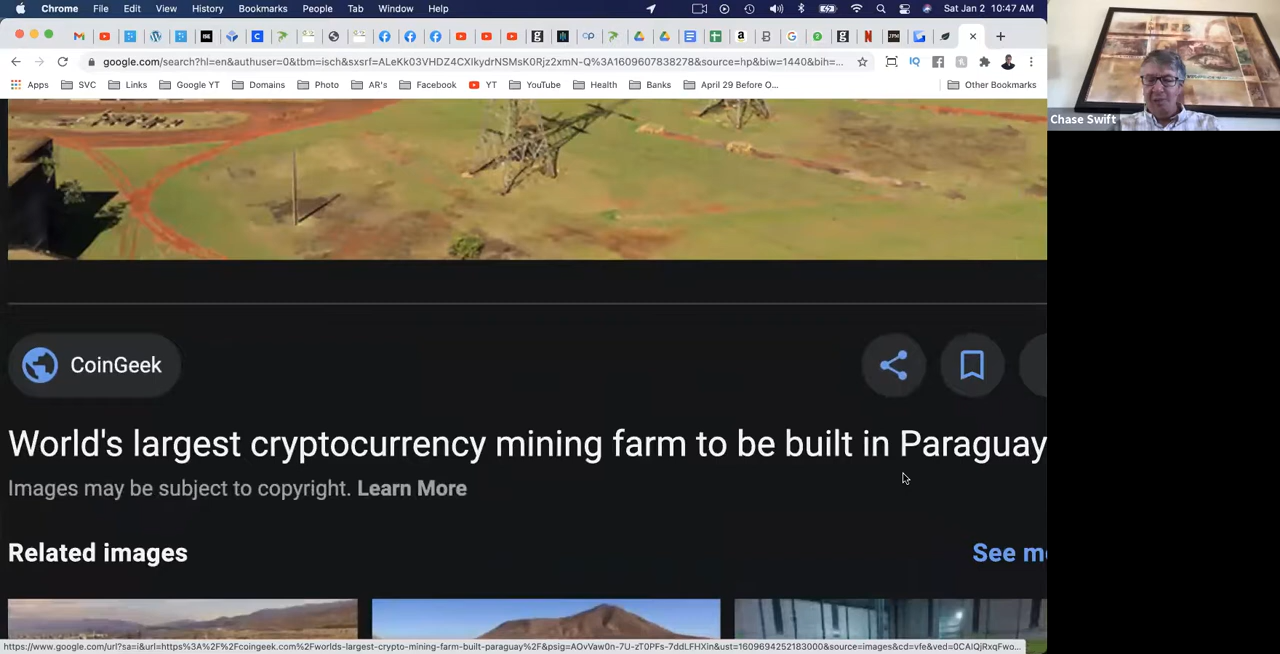 Chrome File Edit View History Bookmarks People Tab Window Help Sat Jan 2 10:47 AM
google.com/search?hl=en&authuser=0&tbm=isch&sxsrf=ALeKk03VHDZ4CXIkydrNSMsK0Rjz2xmN-Q%3A1609607838278&source=hp&biw=1440&bih=...
Apps SVC Links Google YT Domains Photo AR's Facebook YT YouTube Health Banks April 29 Before O... Other Bookmarks
Chase Swift
CoinGeek
World's largest cryptocurrency mining farm to be built in Paraguay
Images may be subject to copyright. Learn More
Related images See mo